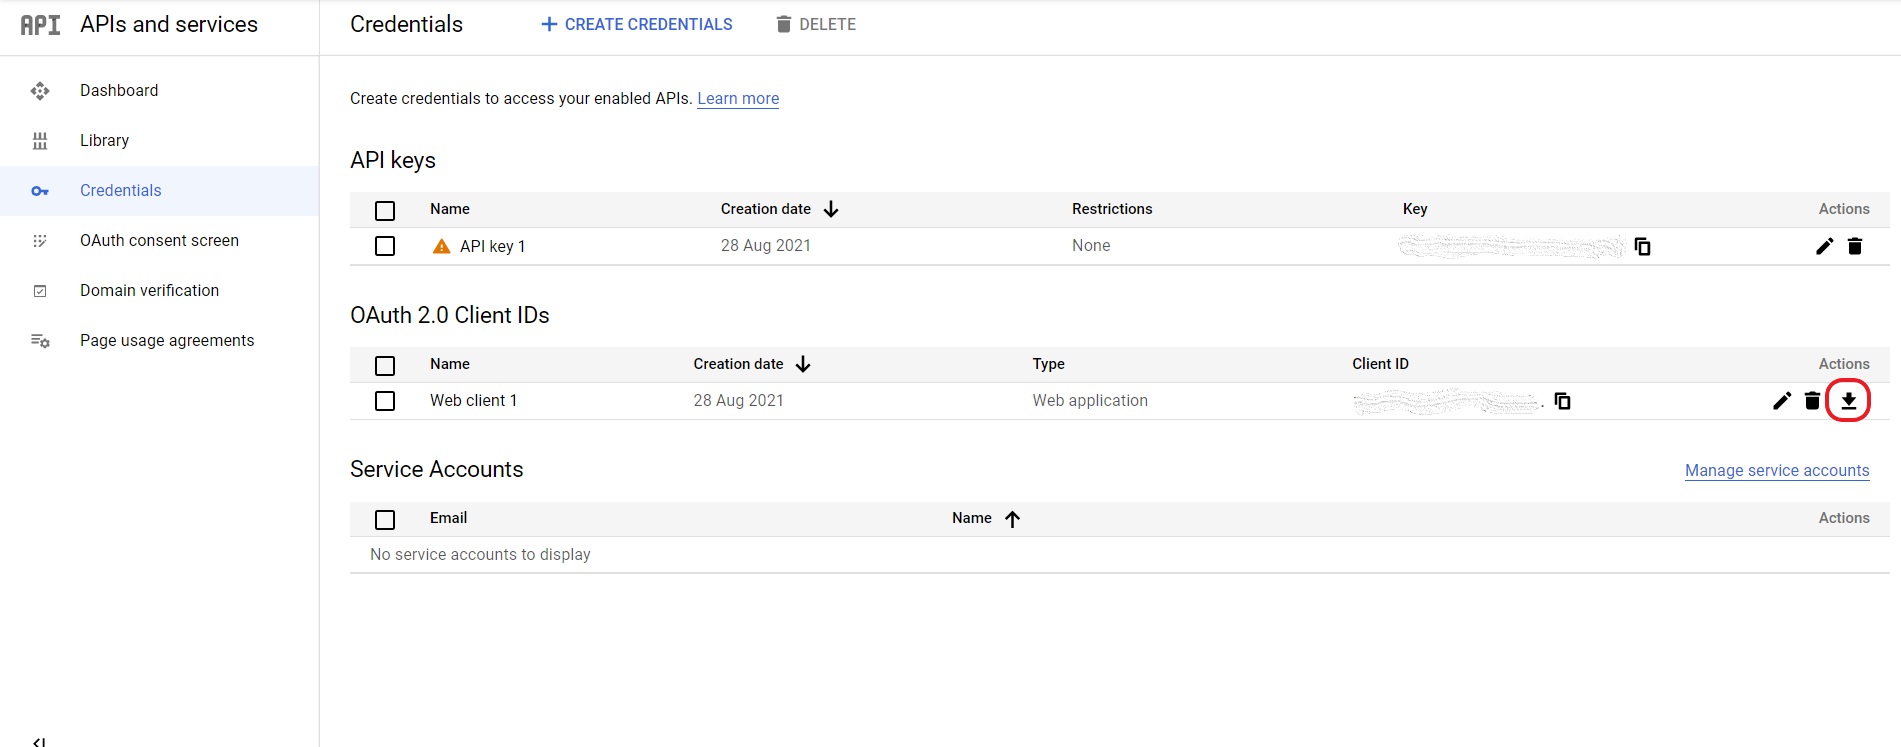 API APIs and services
Credentials
CREATE CREDENTIALS
DELETE
Dashboard
Library
Credentials
OAuth consent screen
Domain verification
Page usage agreements
Create credentials to access your enabled APIs. Learn more
API keys
Name Creation date Restrictions Key Actions
API key 1 28 Aug 2021 None
OAuth 2.0 Client IDs
Name Creation date Type Client ID Actions
Web client 1 28 Aug 2021 Web application
Service Accounts
Manage service accounts
Email Name Actions
No service accounts to display